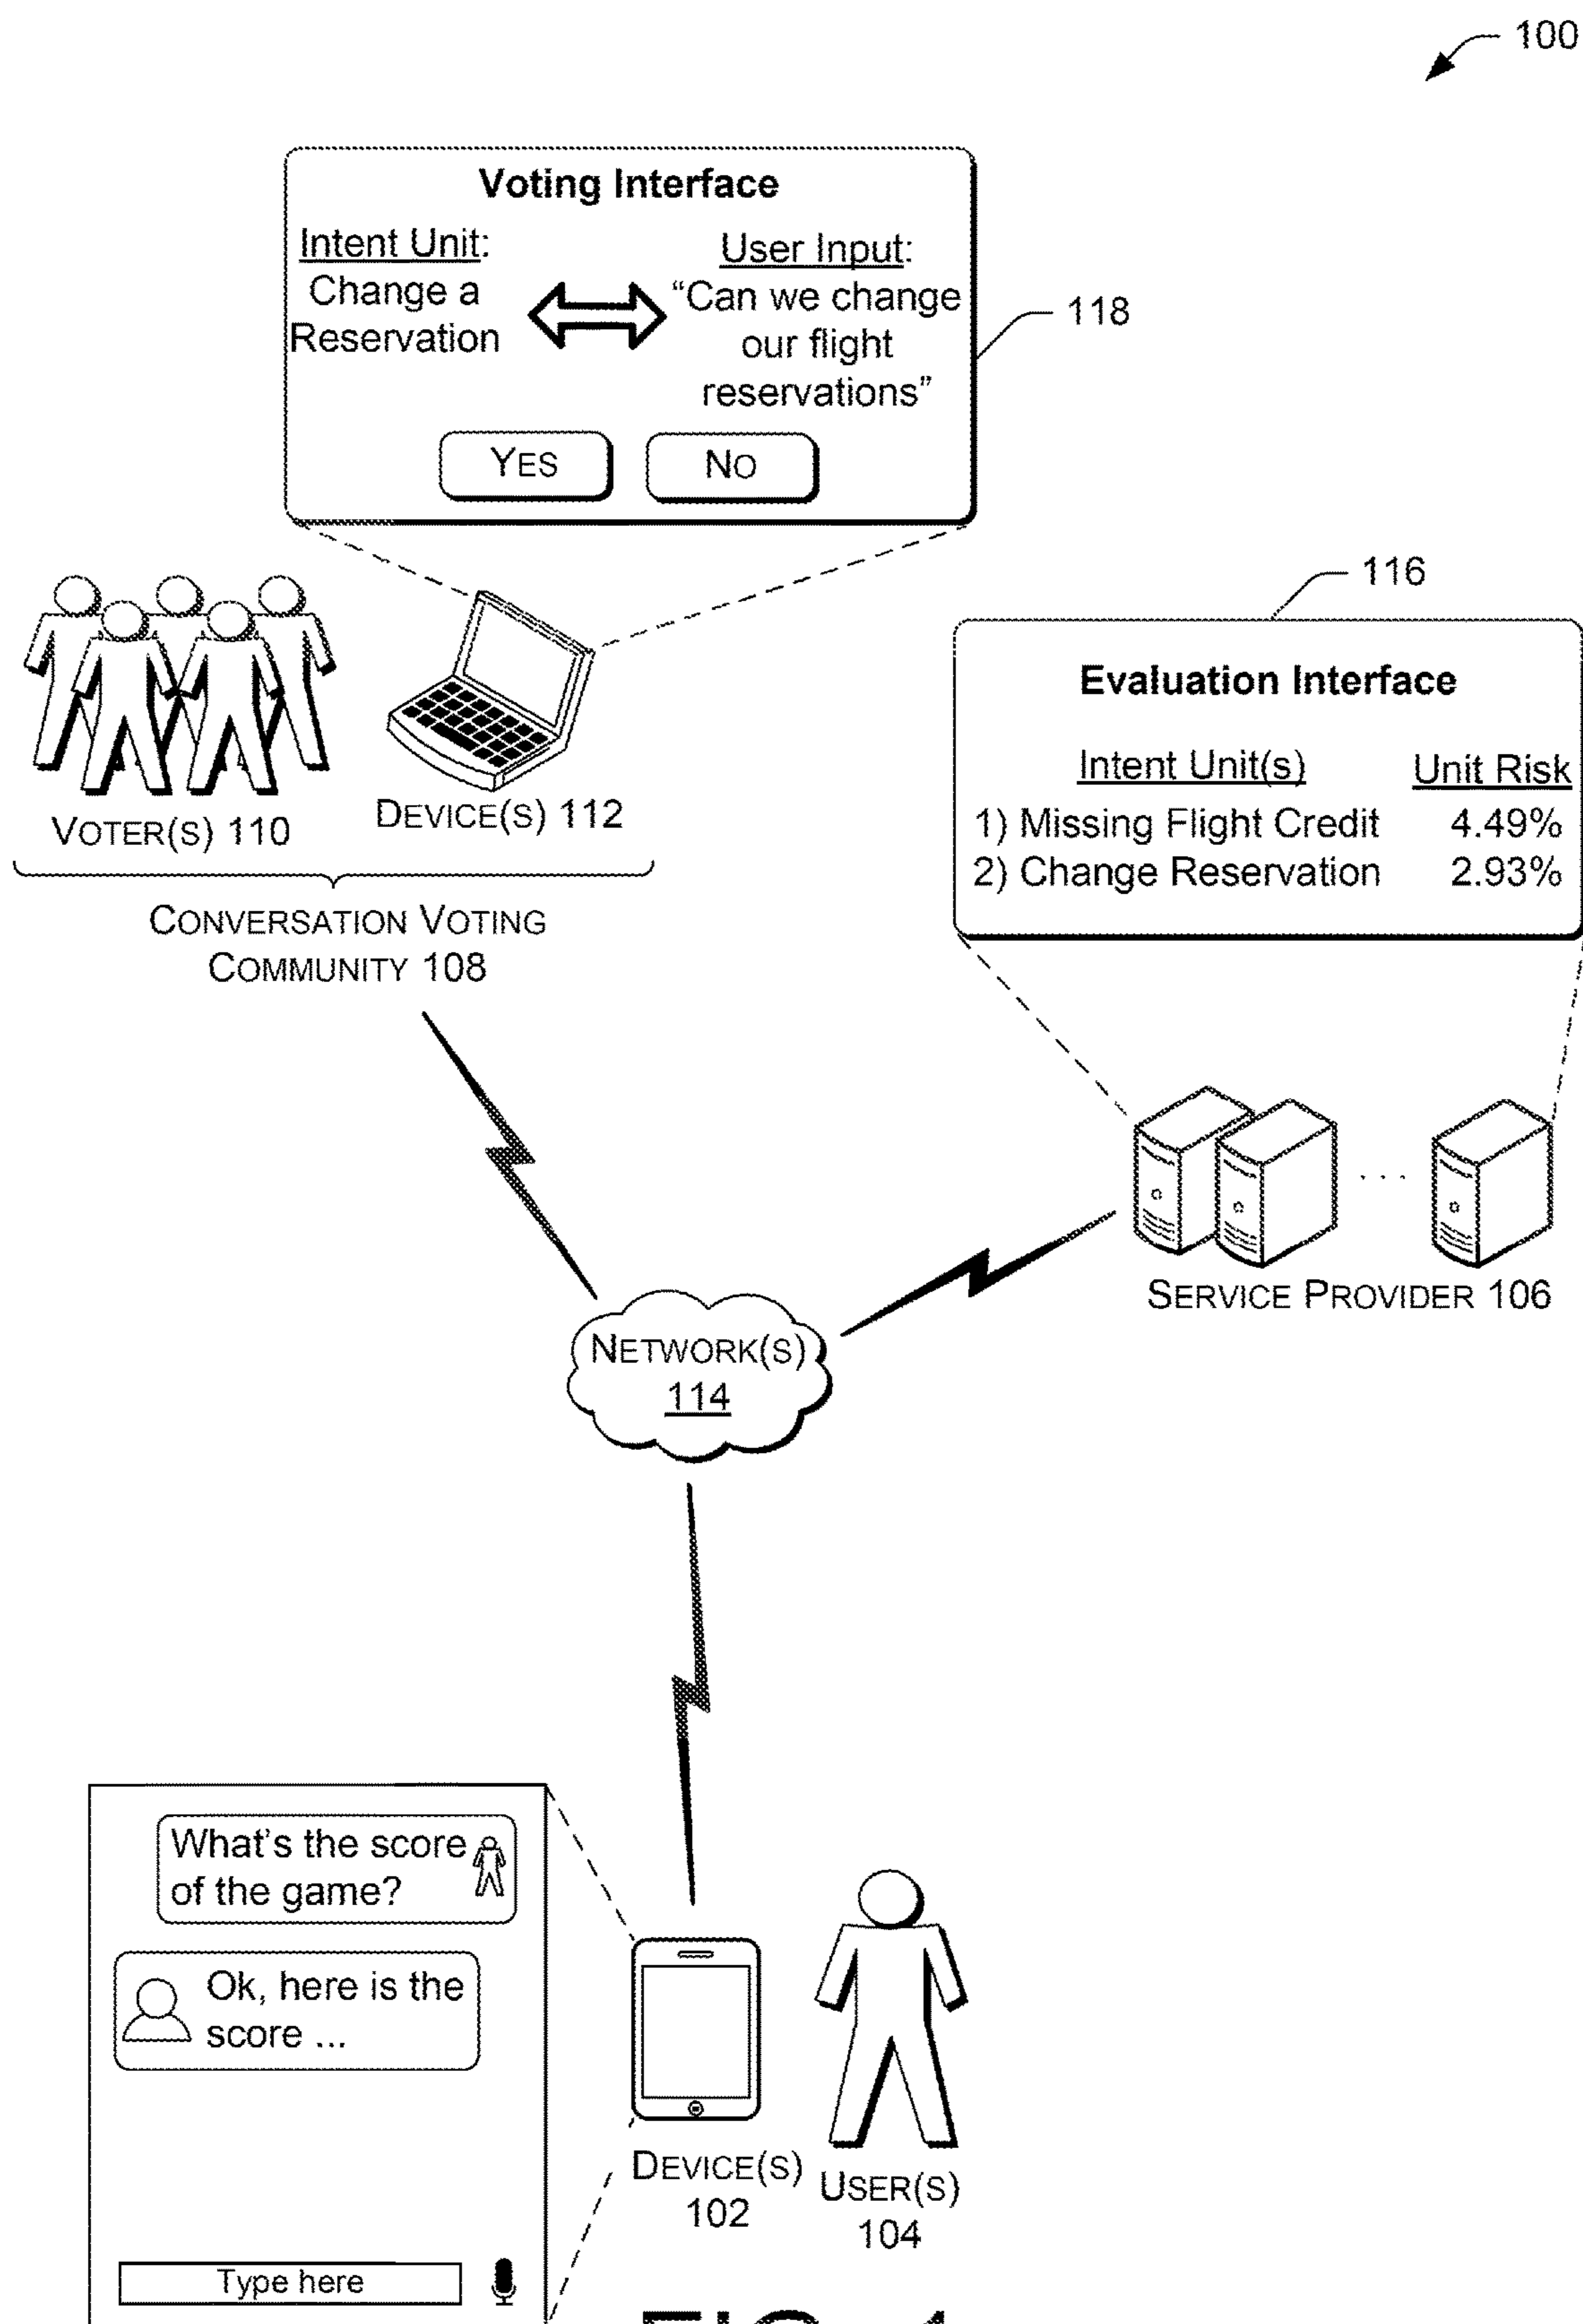 100
Voting Interface
Intent Unit:
Change a
Reservation
User Input:
“Can we change
our flight
reservations”
YES
NO
118
116
Evaluation Interface
Intent Unit(s)
Unit Risk
1) Missing Flight Credit
4.49%
2) Change Reservation
2.93%
VOTER(S) 110
DEVICE(S) 112
CONVERSATION VOTING
COMMUNITY 108
SERVICE PROVIDER 106
NETWORK(S)
114
What's the score
of the game?
Ok, here is the
score ...
Type here
DEVICE(S)
102
USER(S)
104